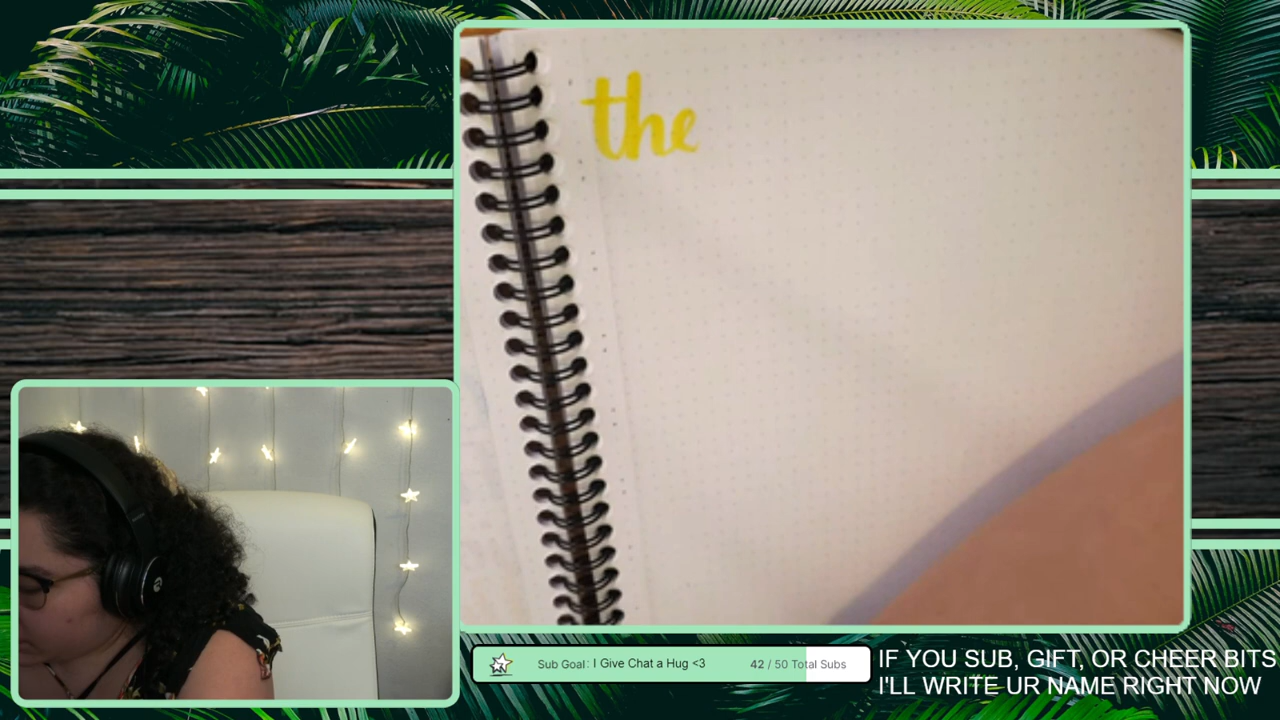 the
Sub Goal: I Give Chat a Hug <3 42 / 50 Total Subs
IF YOU SUB, GIFT, OR CHEER BITS
I'LL WRITE UR NAME RIGHT NOW